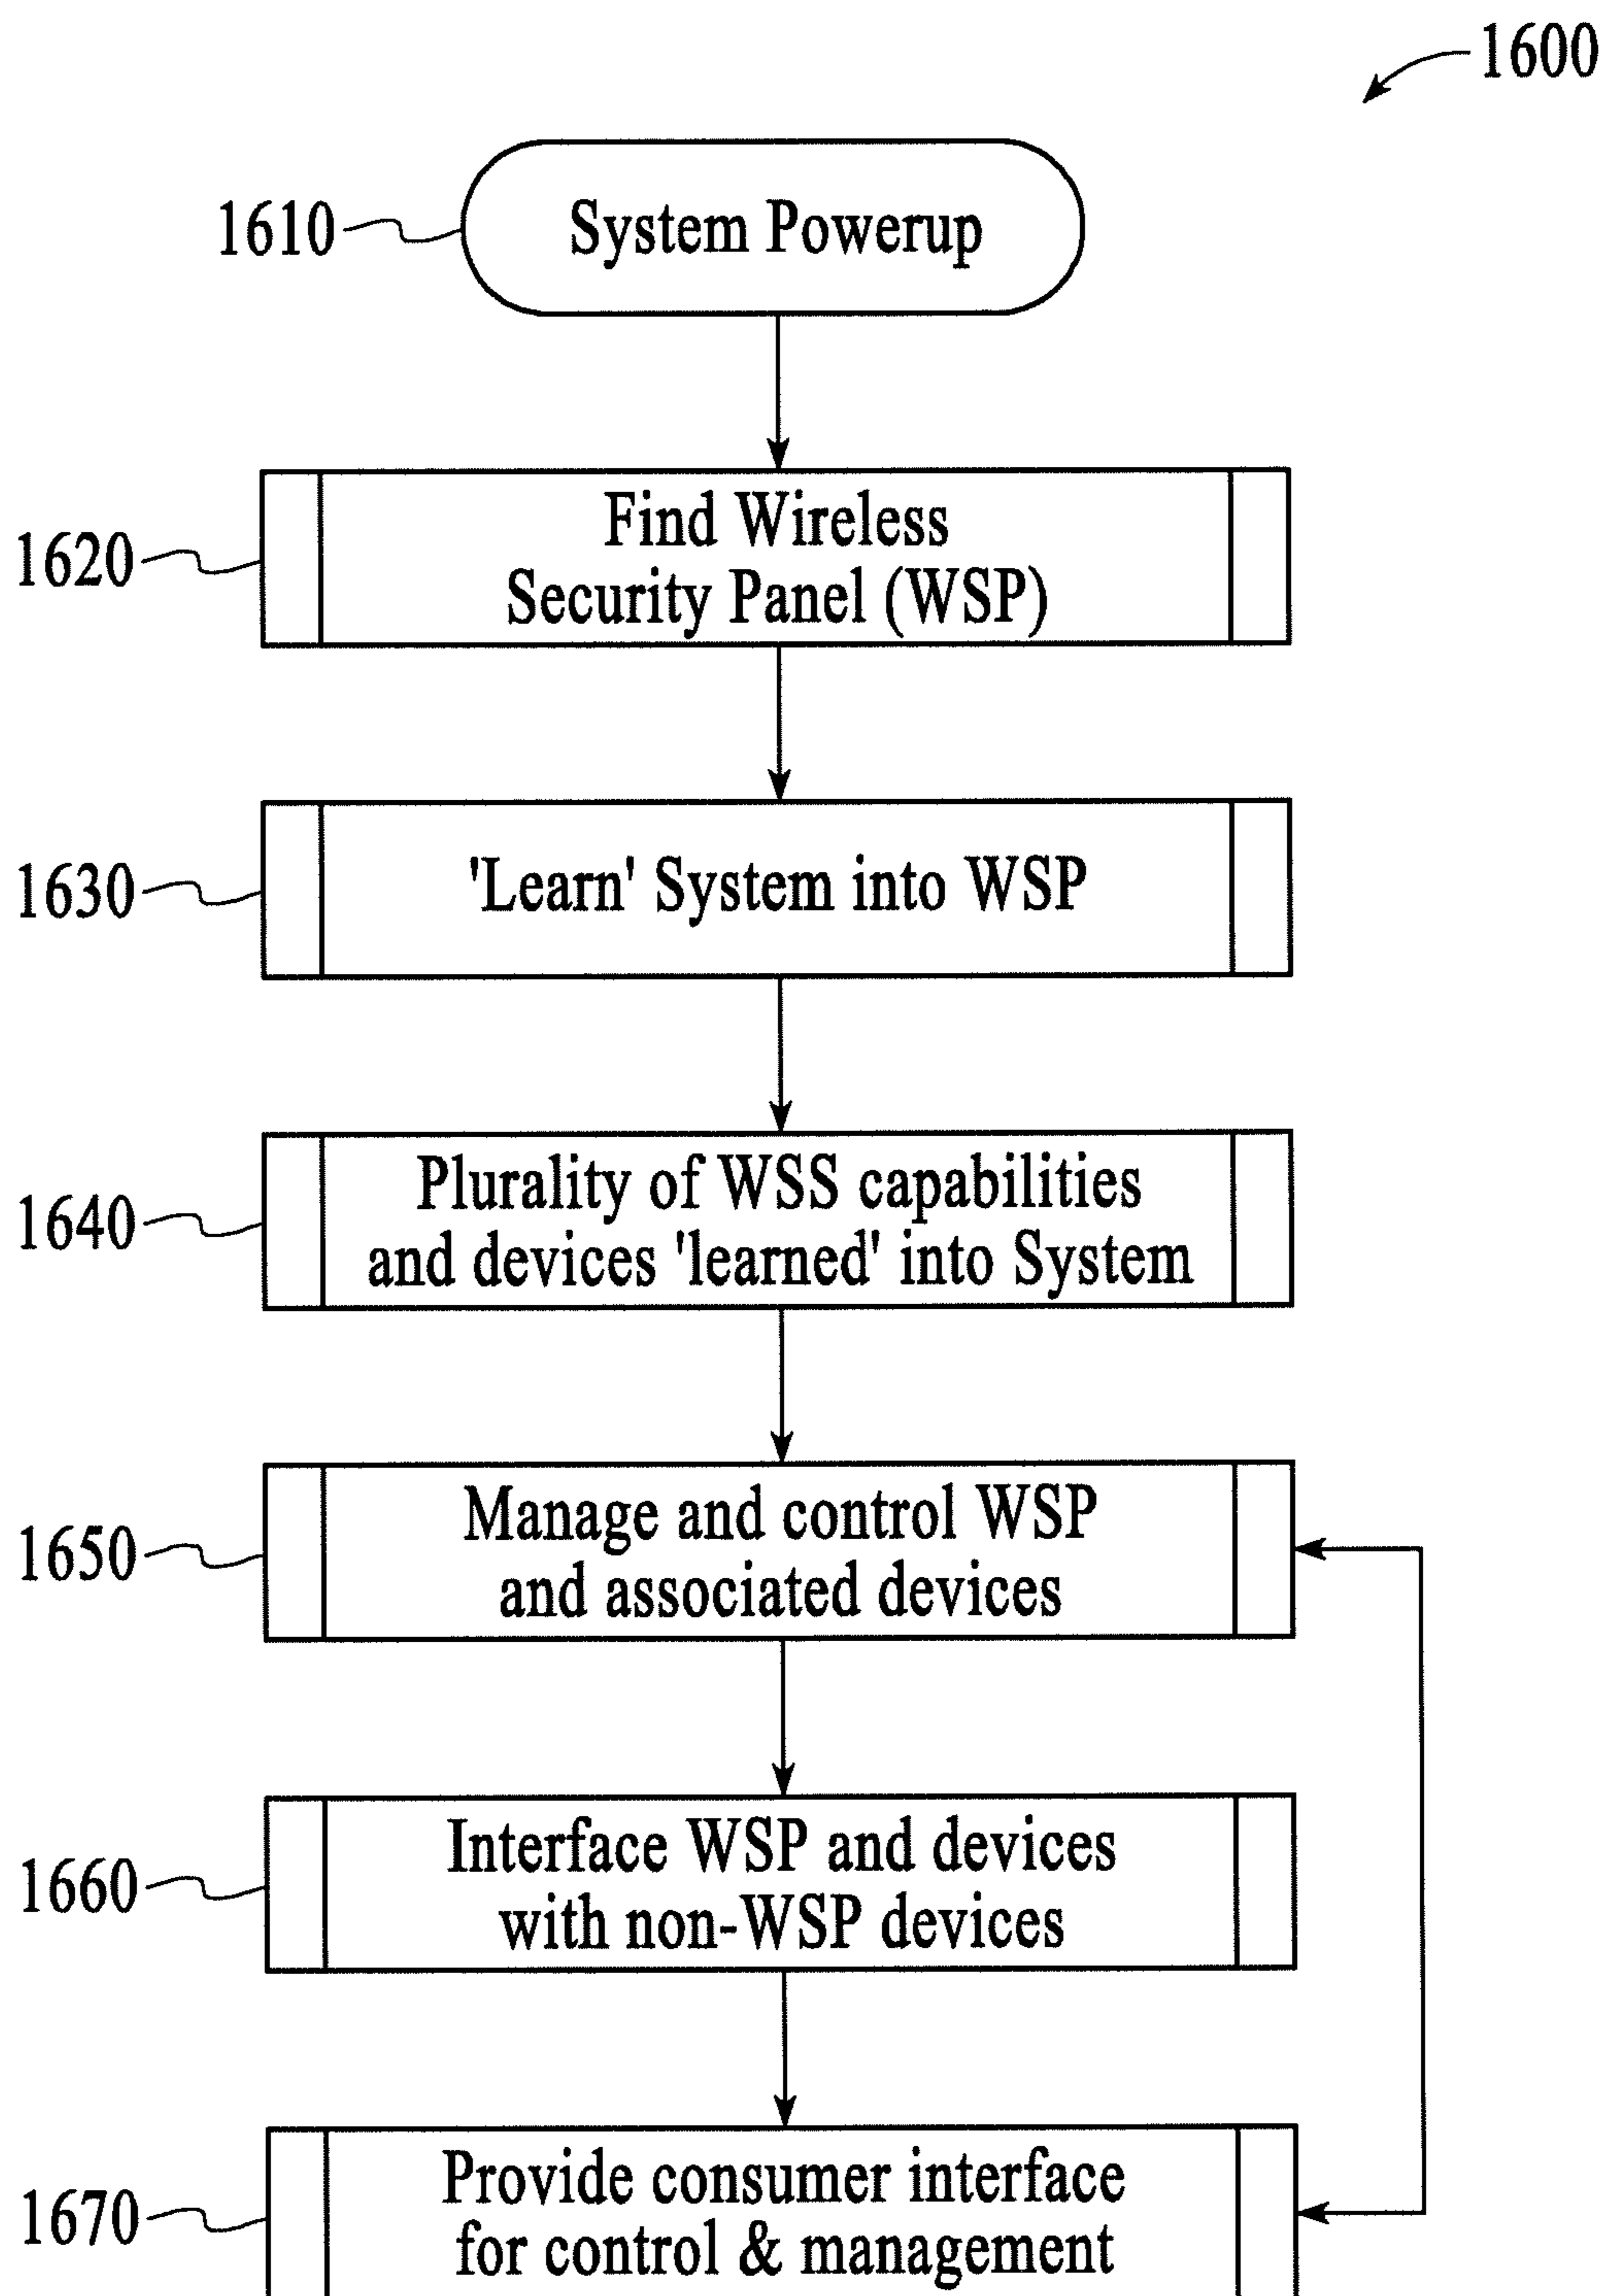 1600
1610
System Powerup
1620
Find Wireless
Security Panel (WSP)
1630
'Learn' System into WSP
1640
Plurality of WSS capabilities
and devices 'learned' into System
1650
Manage and control WSP
and associated devices
1660
Interface WSP and devices
with non-WSP devices
1670
Provide consumer interface
for control & management